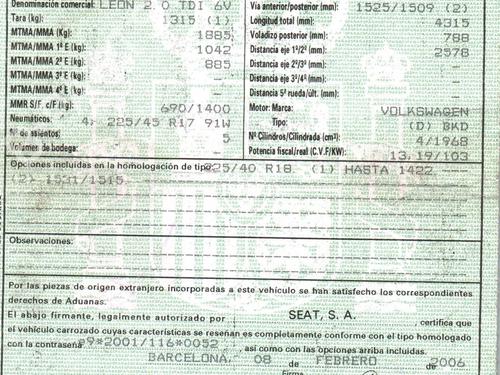 Denominación comercial: LEON 2.0 TDI 6V
Tara (kg): 1315 (1)
MTMA/MMA (Kg) 1885
MTMA/MMA 1º E (kg) 1042
MTMA/MMA 2º E (kg) 885
MTMA/MMA 3º E (kg) —
MTMA/MMA 4º E (kg) —
MMR S/F. c/F (kg): 690/1400
Neumáticos: 4, 225/45 R17 91W
Nº de asientos: 5
Volumen de bodega: —
Vía anterior/posterior (mm): 1525/1509 (2)
Longitud total (mm) 4315
Voladizo posterior (mm) 788
Distancia eje 1º/2º (mm) 2578
Distancia eje 2º/3º (mm) —
Distancia eje 3º/4º (mm) —
Distancia 5ª rueda/últ. (mm) —
Motor: Marca: VOLKSWAGEN
Tipo: (D) BKD
Nº Cilindros/Cilindrada (cm³) 4/1968
Potencia fiscal/real (C.V.F/KW): 13,19/103
Opciones incluidas en la homologación de tipo: 225/40 R18. (1) HASTA 1422.
(2) 1531/1515.
Observaciones:
Por las piezas de origen extranjero incorporadas a este vehículo se han satisfecho los correspondientes
derechos de Aduanas.
El abajo firmante, legalmente autorizado por SEAT, S. A. , certifica que
el vehículo carrozado cuyas características se reseñan es completamente conforme con el tipo homologado
con la contraseña e9*2001/116*0052 , así como con las opciones arriba incluidas.
BARCELONA, 08 de FEBRERO de 2006
Firma